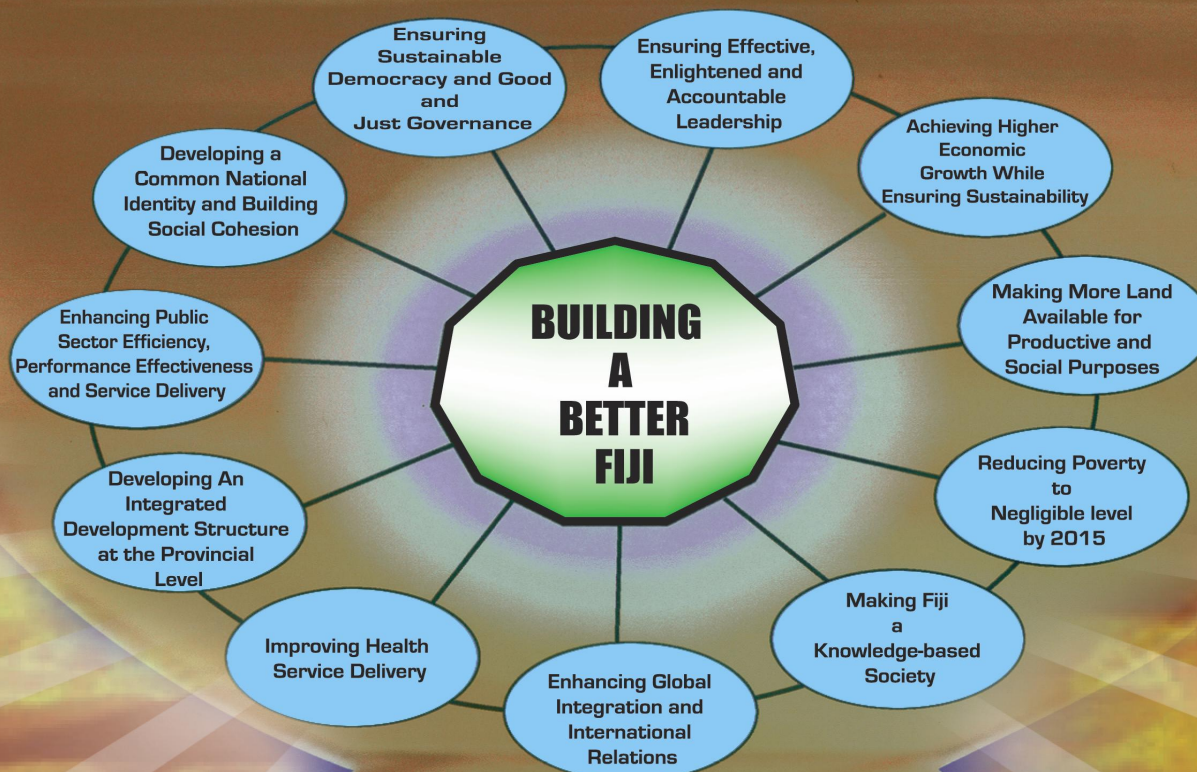 Ensuring
Sustainable
Democracy and Good
and
Just Governance
Ensuring Effective,
Enlightened and
Accountable
Leadership
Achieving Higher
Economic
Growth While
Ensuring Sustainability
Making More Land
Available for
Productive and
Social Purposes
Reducing Poverty
to
Negligible level
by 2015
Making Fiji
a
Knowledge-based
Society
Enhancing Global
Integration and
International
Relations
Improving Health
Service Delivery
Developing An
Integrated
Development Structure
at the Provincial
Level
Enhancing Public
Sector Efficiency,
Performance Effectiveness
and Service Delivery
Developing a
Common National
Identity and Building
Social Cohesion
BUILDING
A
BETTER
FIJI